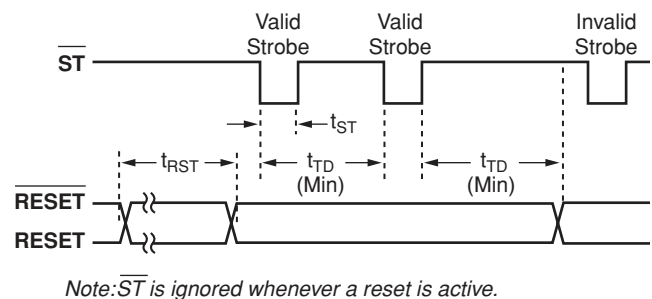 Valid Strobe
Valid Strobe
Invalid Strobe
ST
tST
tRST
tTD (Min)
tTD (Min)
RESET
RESET
Note:ST is ignored whenever a reset is active.